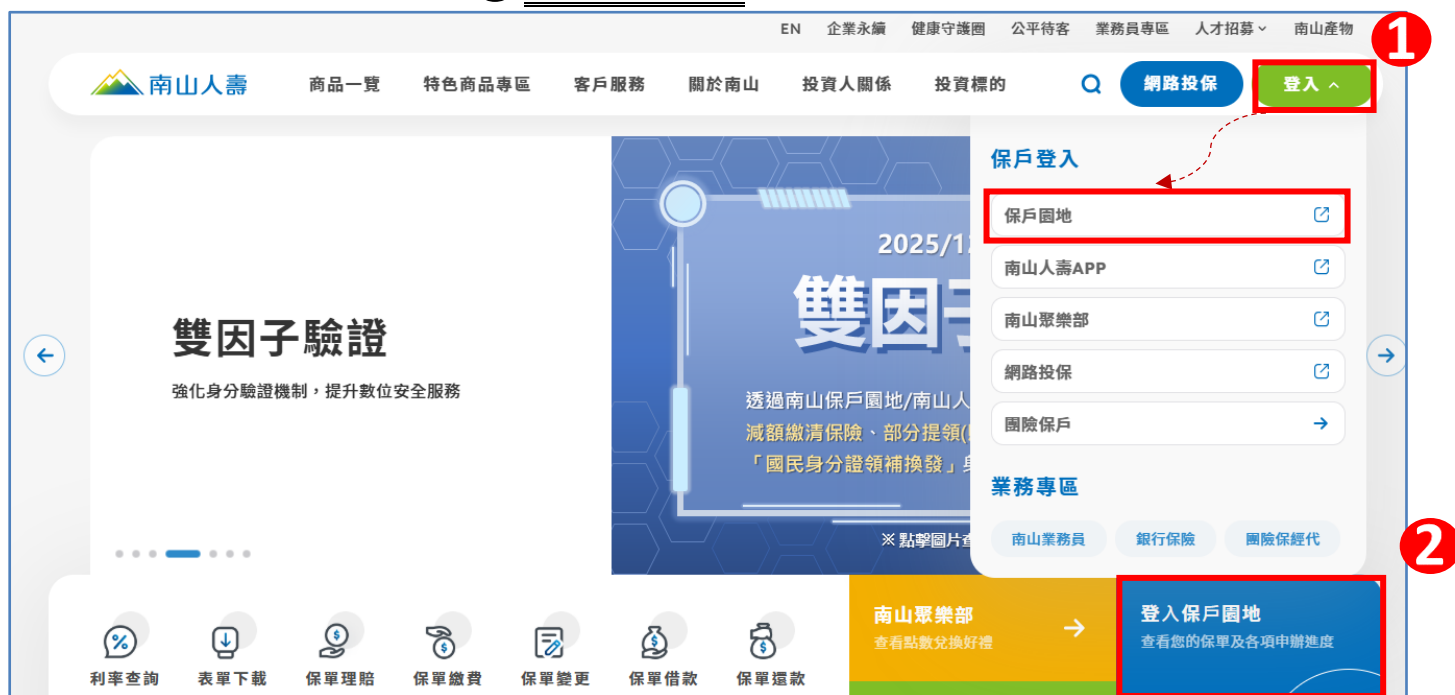 EN 企業永續 健康守護圈 公平待客 業務員專區 人才招募 南山產物
1
南山人壽 商品一覽 特色商品專區 客戶服務 關於南山 投資人關係 投資標的 網路投保 登入
保戶登入
保戶園地
南山人壽APP
南山聚樂部
網路投保
團險保戶
業務專區
南山業務員 銀行保險 團險保經代
雙因子驗證
強化身分驗證機制,提升數位安全服務
2025/1
雙因子
透過南山保戶園地/南山人
減額繳清保險、部分提領(
「國民身分證領補換發」
※ 點擊圖片
2
利率查詢 表單下載 保單理賠 保單繳費 保單變更 保單借款 保單還款
南山聚樂部
查看點數兌換好禮
登入保戶園地
查看您的保單及各項申辦進度